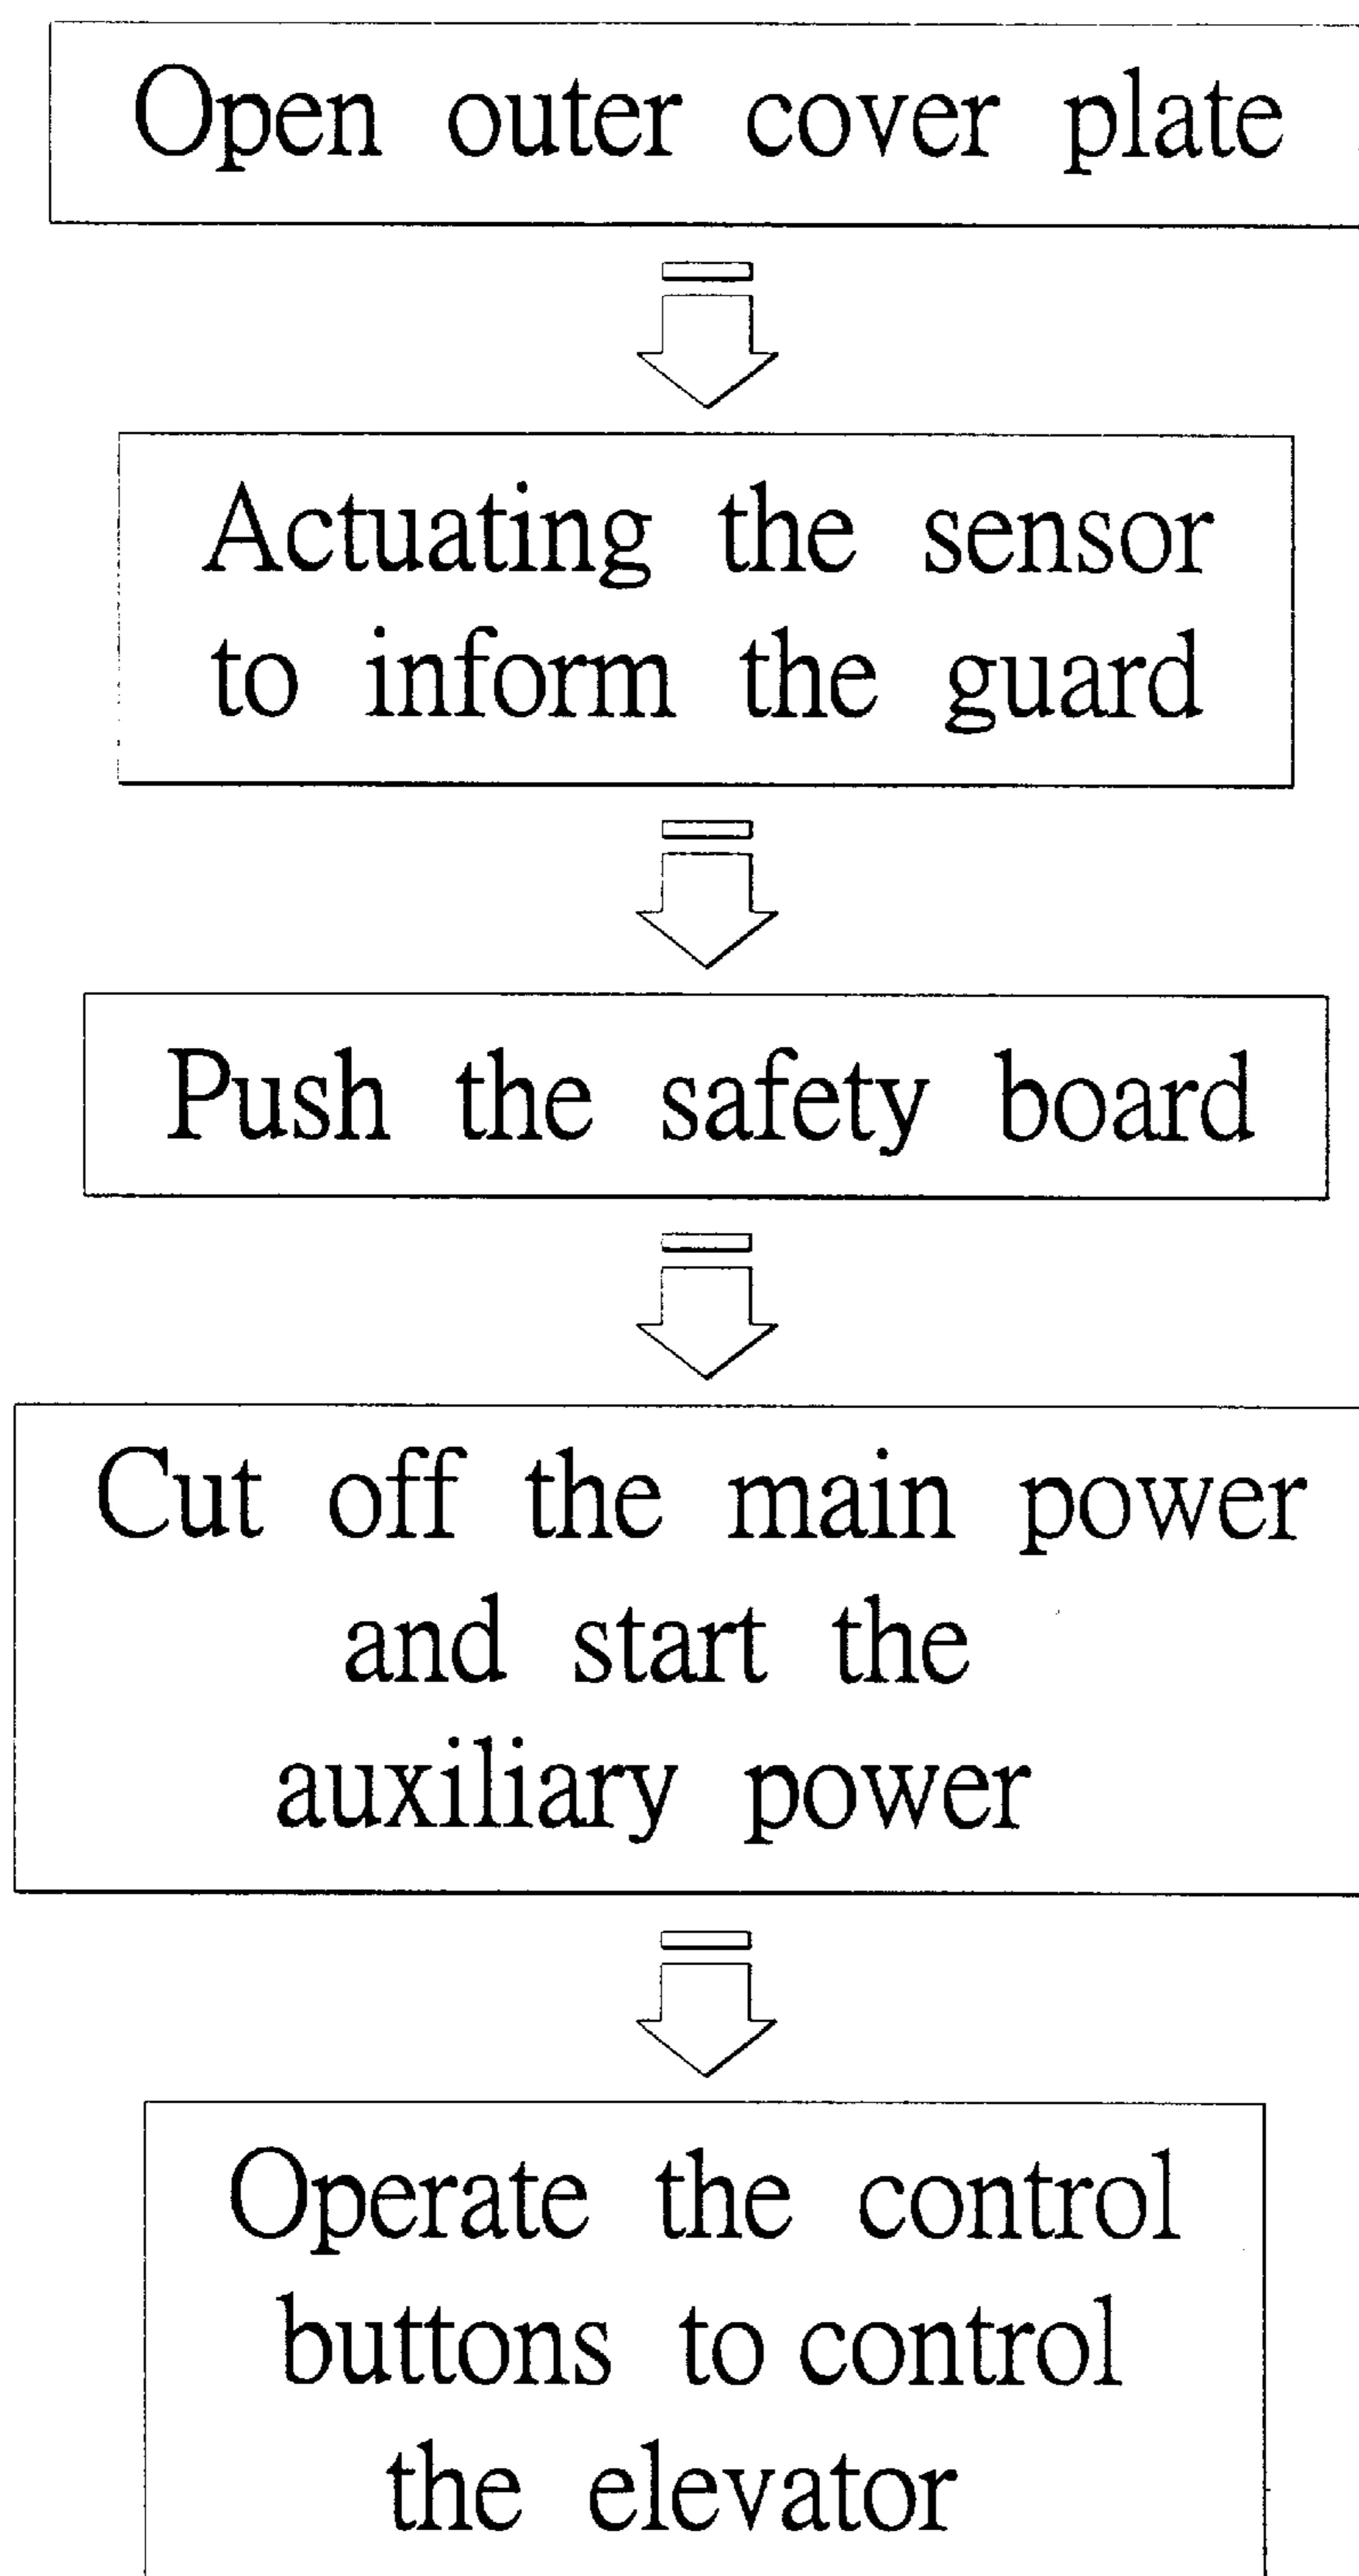 Open outer cover plate
Actuating the sensor
to inform the guard
Push the safety board
Cut off the main power
and start the
auxiliary power
Operate the control
buttons to control
the elevator